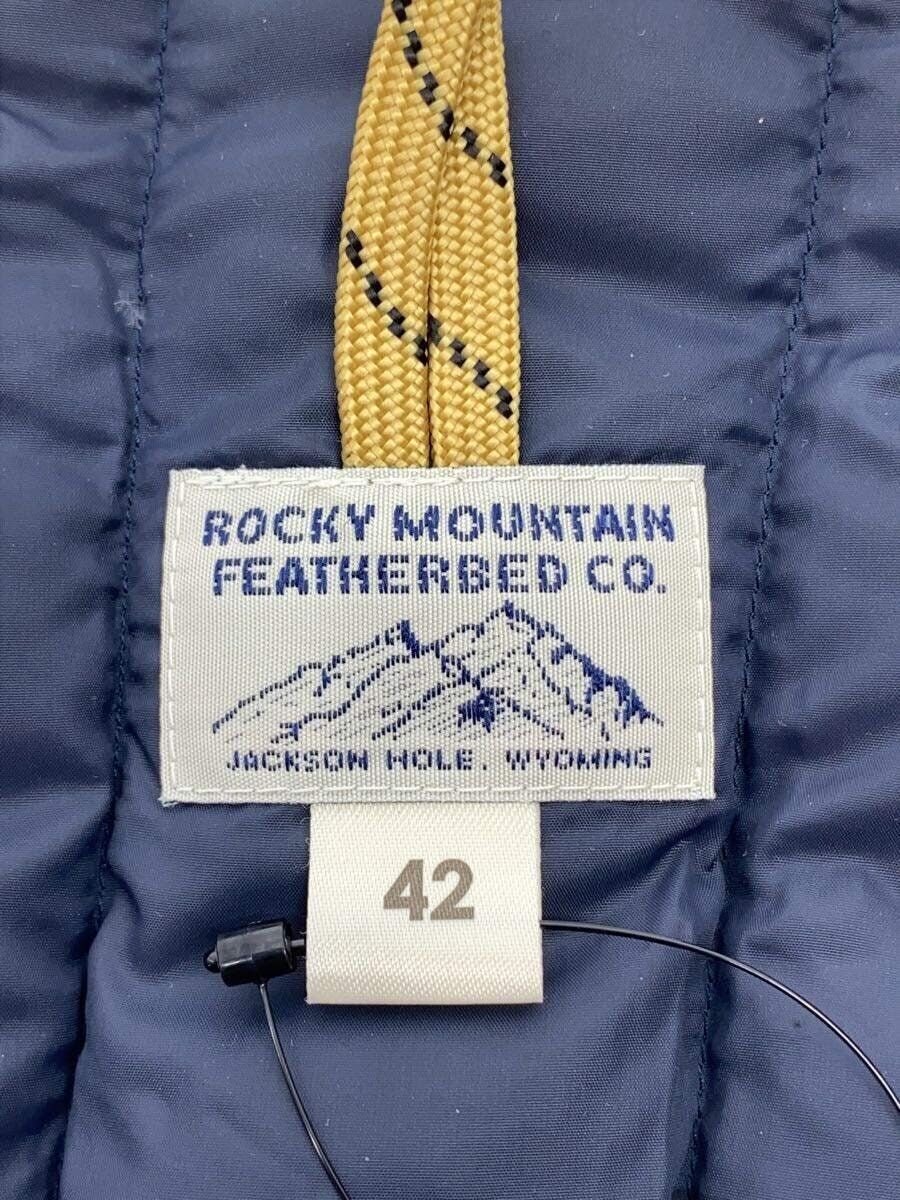 ROCKY MOUNTAIN
FEATHERBED CO.
JACKSON HOLE. WYOMING
42